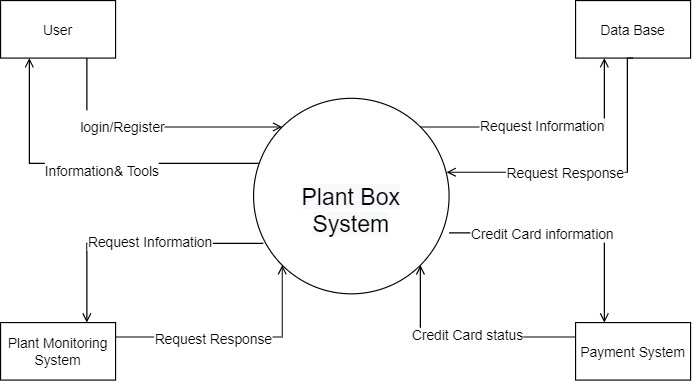 User
Data Base
login/Register
Request Information
Information& Tools
Request Response
Plant Box
System
Request Information
Credit Card information
Plant Monitoring
System
Request Response
Credit Card status
Payment System